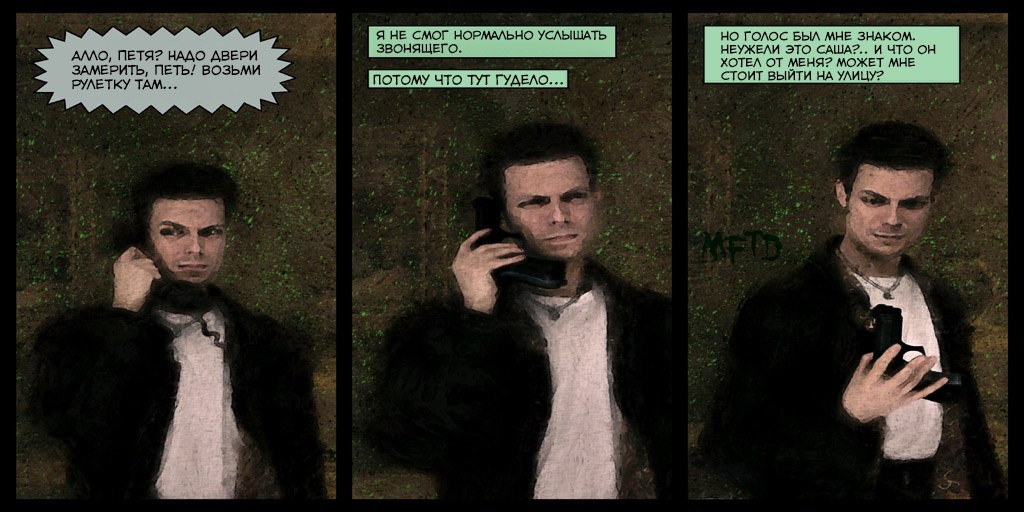 АЛЛО, ПЕТЯ? НАДО ДВЕРИ
ЗАМЕРИТЬ, ПЕТЬ! ВОЗЬМИ
РУЛЕТКУ ТАМ...
Я НЕ СМОГ НОРМАЛЬНО УСЛЫШАТЬ
ЗВОНЯЩЕГО.
ПОТОМУ ЧТО ТУТ ГУДЕЛО...
НО ГОЛОС БЫЛ МНЕ ЗНАКОМ.
НЕУЖЕЛИ ЭТО САША?.. И ЧТО ОН
ХОТЕЛ ОТ МЕНЯ? МОЖЕТ МНЕ
СТОИТ ВЫЙТИ НА УЛИЦУ?
MFTD